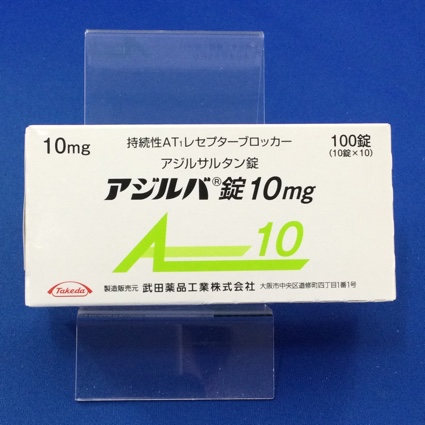 10mg
持続性AT₁レセプターブロッカー
100錠
(10錠×10)
アジルサルタン錠
アジルバ®錠10mg
10
Takeda
製造販売元 武田薬品工業株式会社 大阪市中央区道修町四丁目1番1号